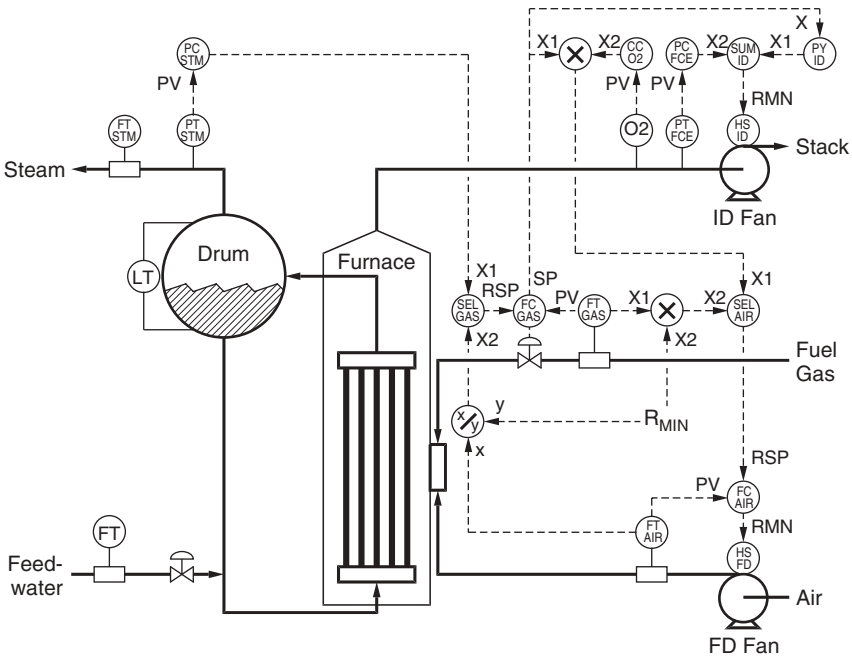 X
PC
STM
X1
X2
CC
O2
PC
FCE
X2
SUM
ID
X1
PY
ID
PV
PV
PV
RMN
FT
STM
PT
STM
O2
PT
FCE
HS
ID
Stack
Steam
ID Fan
Drum
Furnace
LT
X1
RSP
SP
X1
SEL
GAS
FC
GAS
PV
FT
GAS
X1
X2
SEL
AIR
X2
X2
Fuel
Gas
x/y
y
RMIN
x
RSP
PV
FC
AIR
FT
AIR
RMN
FT
HS
FD
Feed-
water
Air
FD Fan